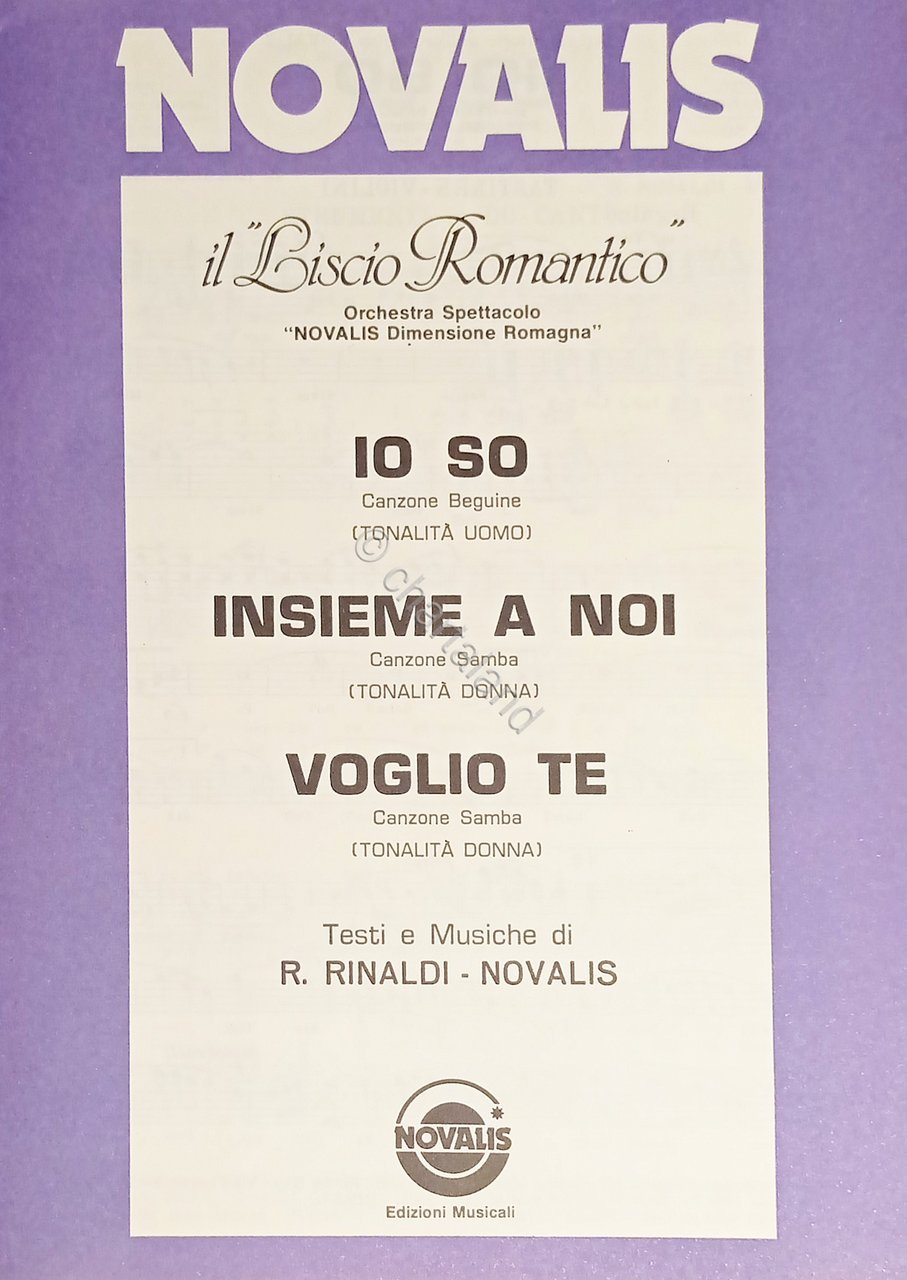 NOVALIS
il "Liscio Romantico"
Orchestra Spettacolo
"NOVALIS Dimensione Romagna"
IO SO
Canzone Beguine
(TONALITÀ UOMO)
INSIEME A NOI
Canzone Samba
(TONALITÀ DONNA)
VOGLIO TE
Canzone Samba
(TONALITÀ DONNA)
Testi e Musiche di
R. RINALDI - NOVALIS
NOVALIS
Edizioni Musicali
© chartaland